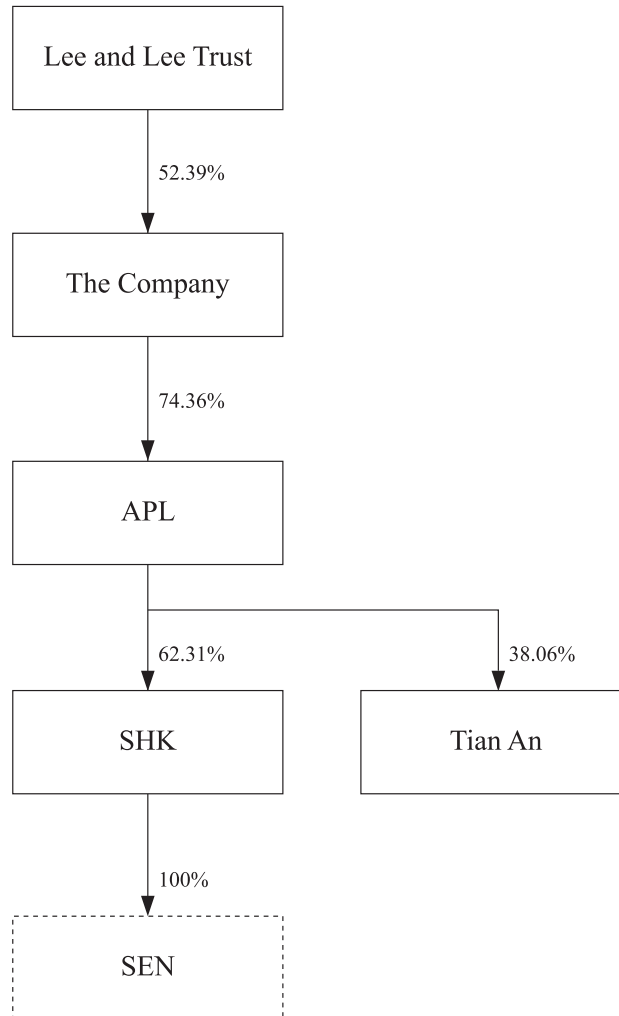 Lee and Lee Trust
52.39%
The Company
74.36%
APL
62.31%
38.06%
SHK
Tian An
100%
SEN